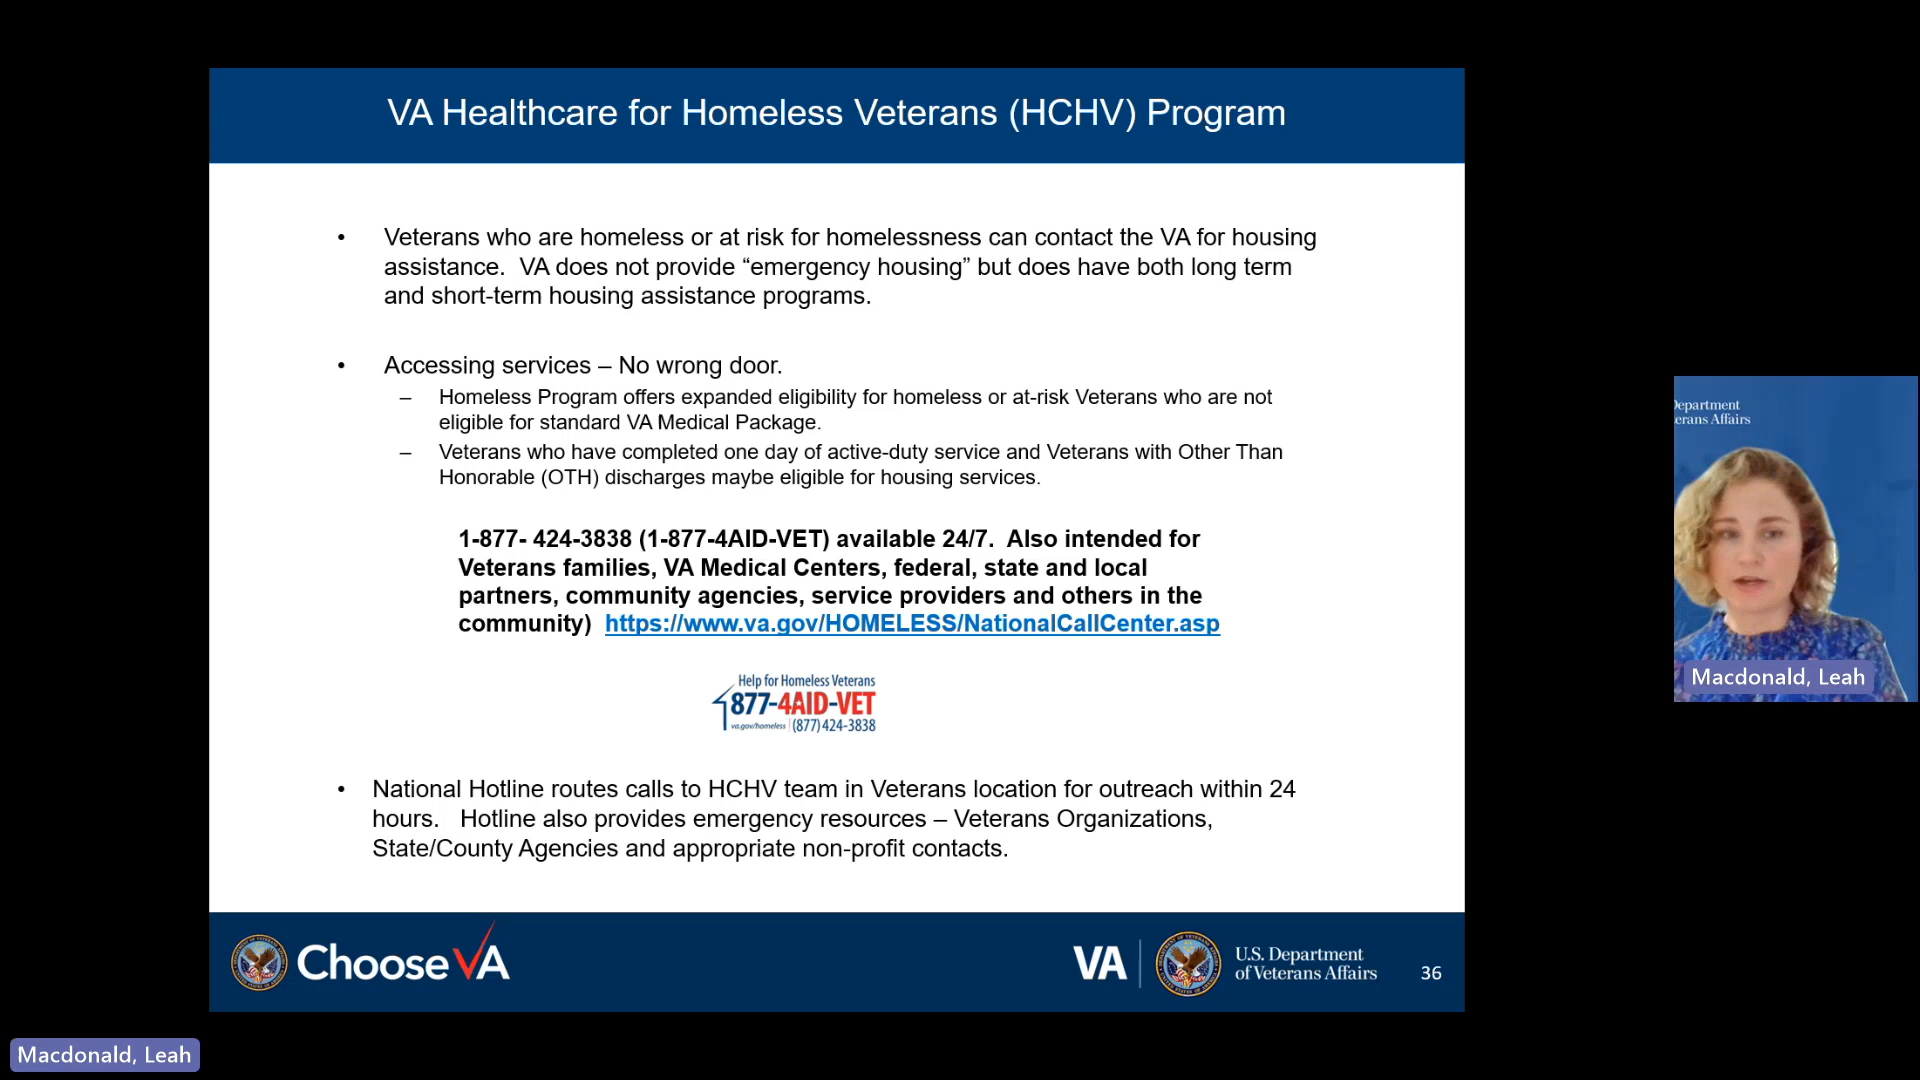 VA Healthcare for Homeless Veterans (HCHV) Program
• Veterans who are homeless or at risk for homelessness can contact the VA for housing
assistance.  VA does not provide “emergency housing” but does have both long term
and short-term housing assistance programs.
• Accessing services – No wrong door.
– Homeless Program offers expanded eligibility for homeless or at-risk Veterans who are not
eligible for standard VA Medical Package.
– Veterans who have completed one day of active-duty service and Veterans with Other Than
Honorable (OTH) discharges maybe eligible for housing services.
1-877- 424-3838 (1-877-4AID-VET) available 24/7.  Also intended for
Veterans families, VA Medical Centers, federal, state and local
partners, community agencies, service providers and others in the
community)  https://www.va.gov/HOMELESS/NationalCallCenter.asp
Help for Homeless Veterans
877-4AID-VET
va.gov/homeless | (877) 424-3838
• National Hotline routes calls to HCHV team in Veterans location for outreach within 24
hours.   Hotline also provides emergency resources – Veterans Organizations,
State/County Agencies and appropriate non-profit contacts.
Choose VA
VA
U.S. Department
of Veterans Affairs
36
epartment
erans Affairs
Macdonald, Leah
Macdonald, Leah